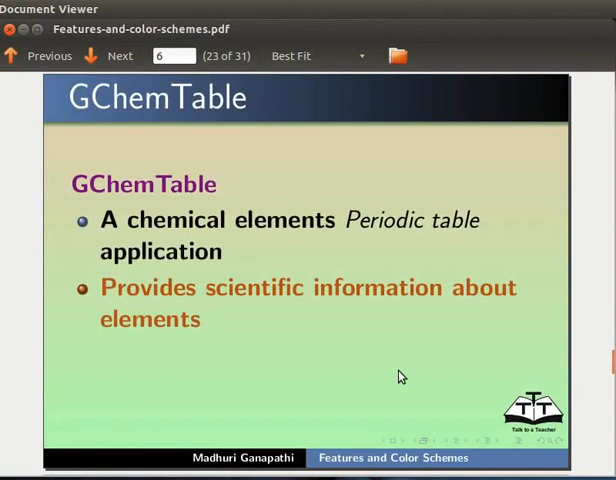 Document Viewer
Features-and-color-schemes.pdf
Previous Next 6 (23 of 31) Best Fit
GChemTable
GChemTable
A chemical elements Periodic table
application
Provides scientific information about
elements
TTT
Talk to a Teacher
Madhuri Ganapathi Features and Color Schemes